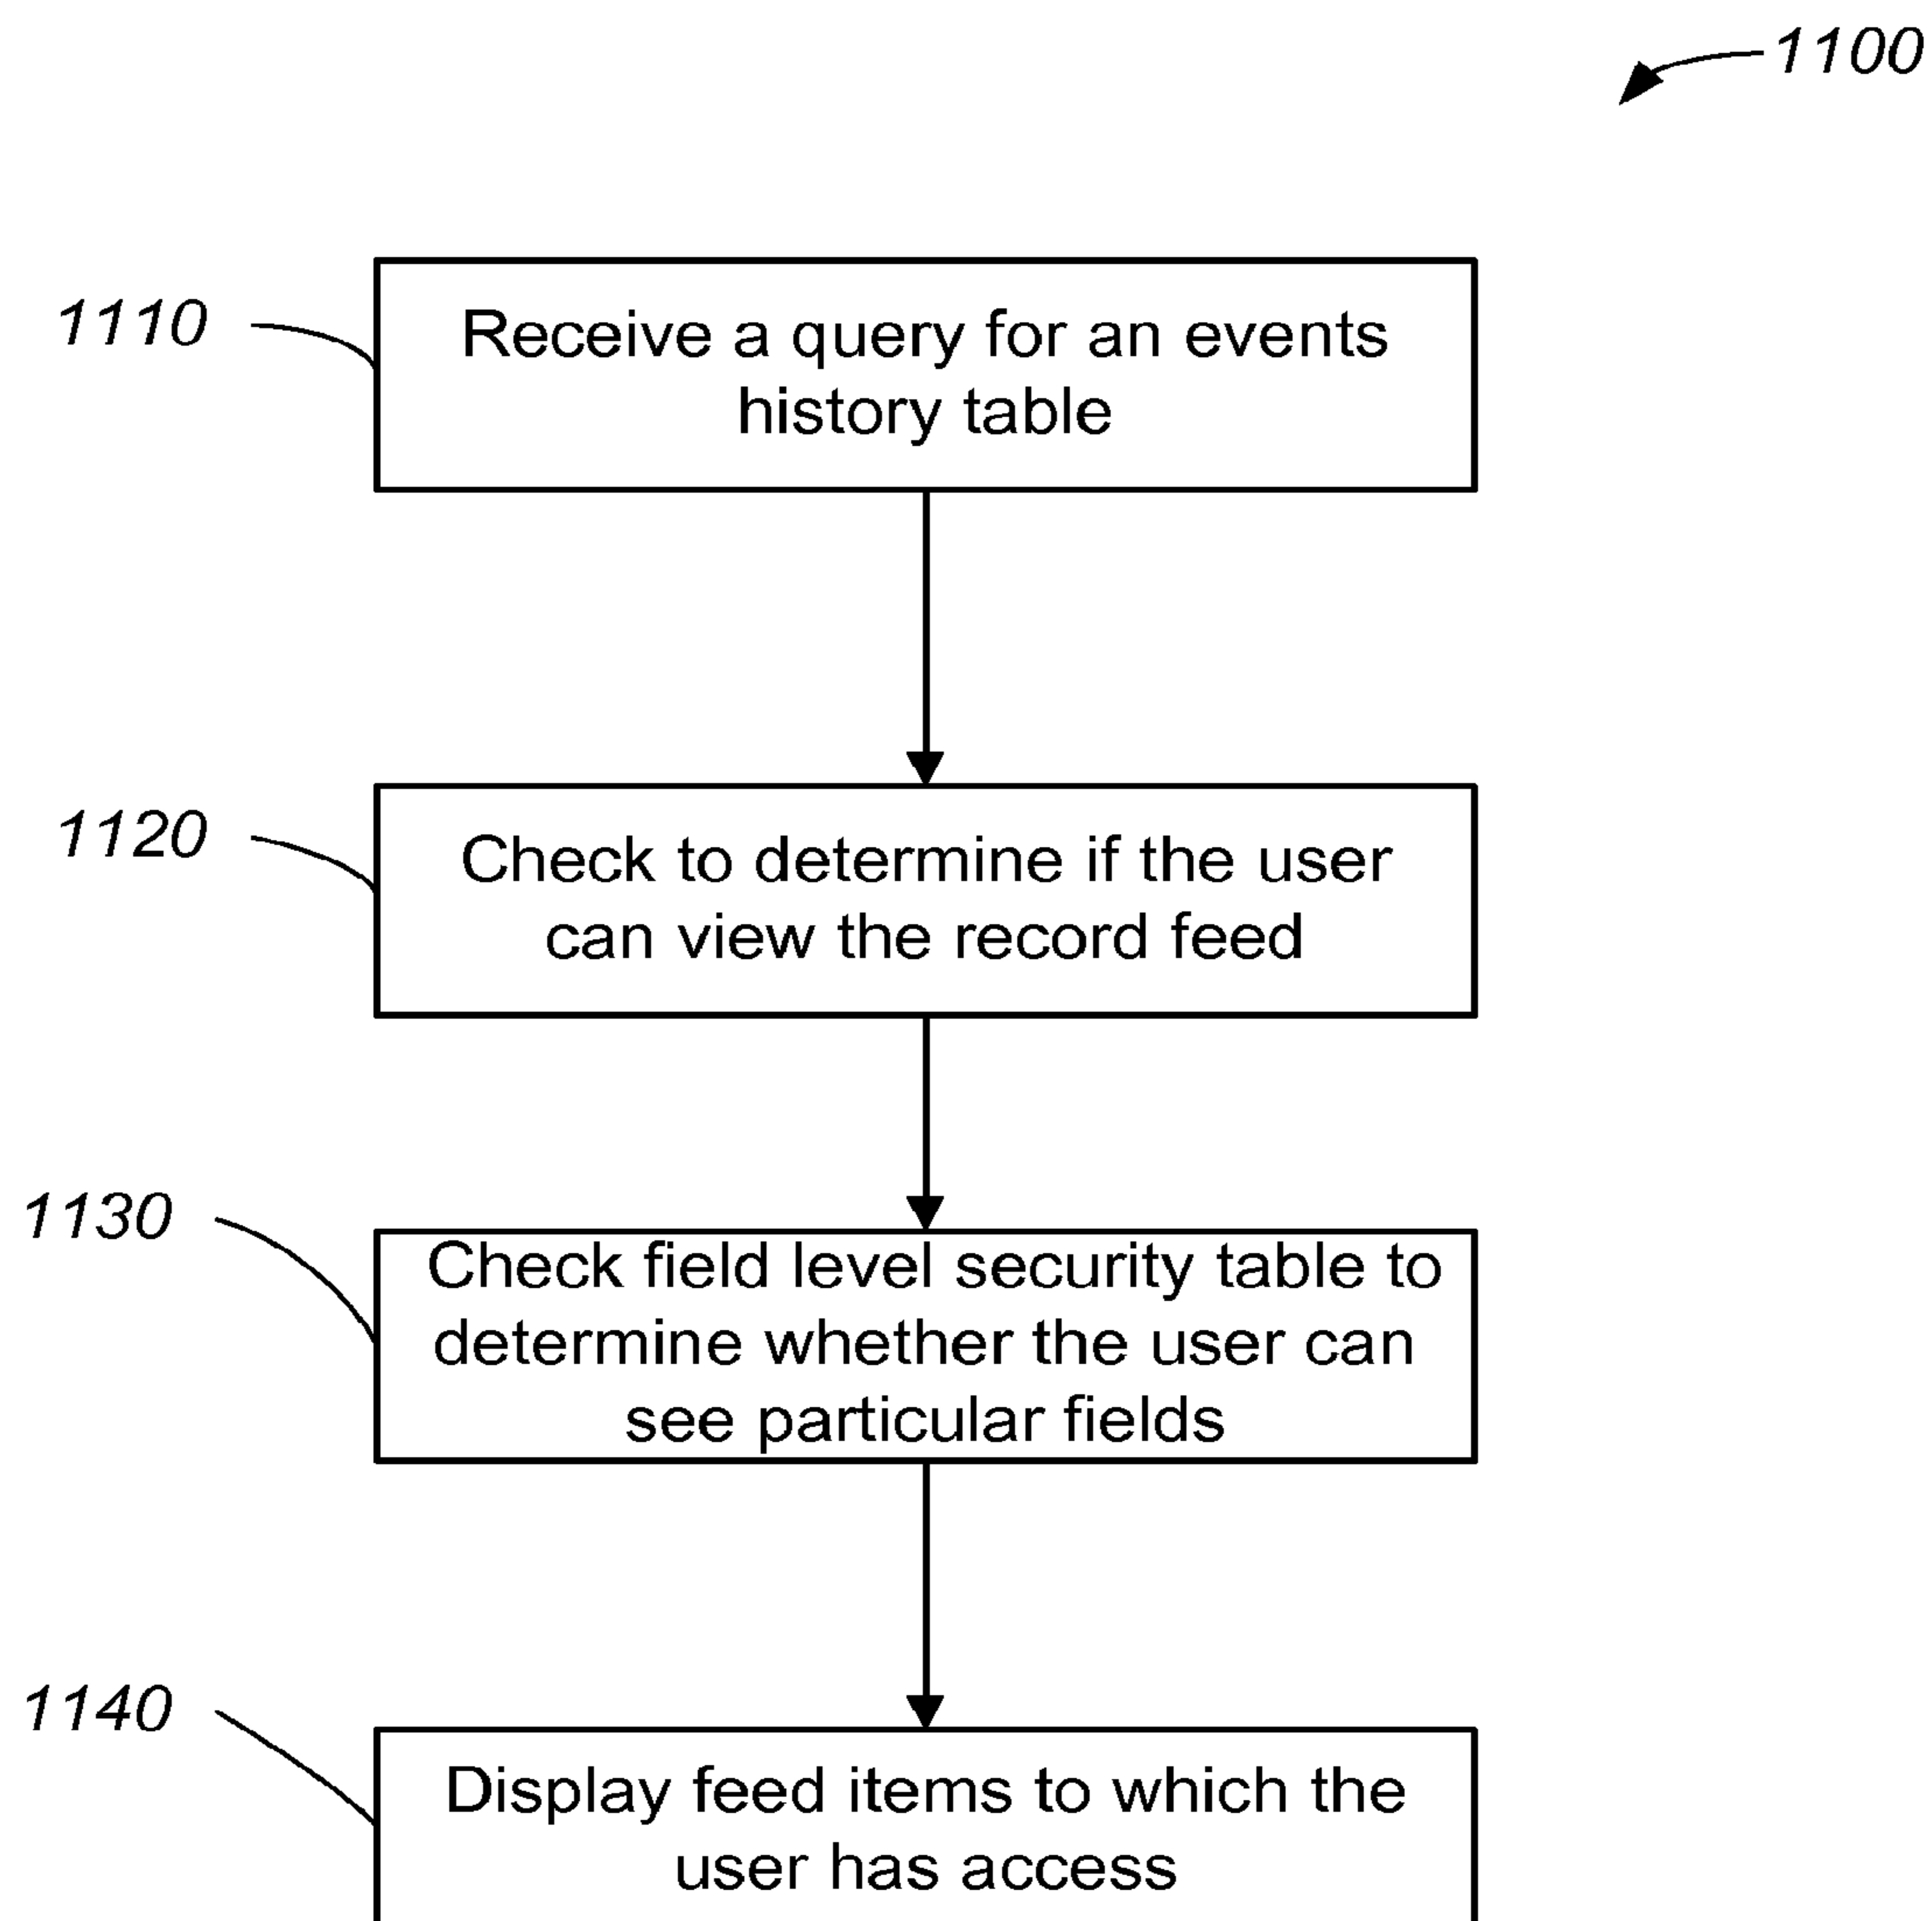 1100
1110
Receive a query for an events
history table
1120
Check to determine if the user
can view the record feed
1130
Check field level security table to
determine whether the user can
see particular fields
1140
Display feed items to which the
user has access